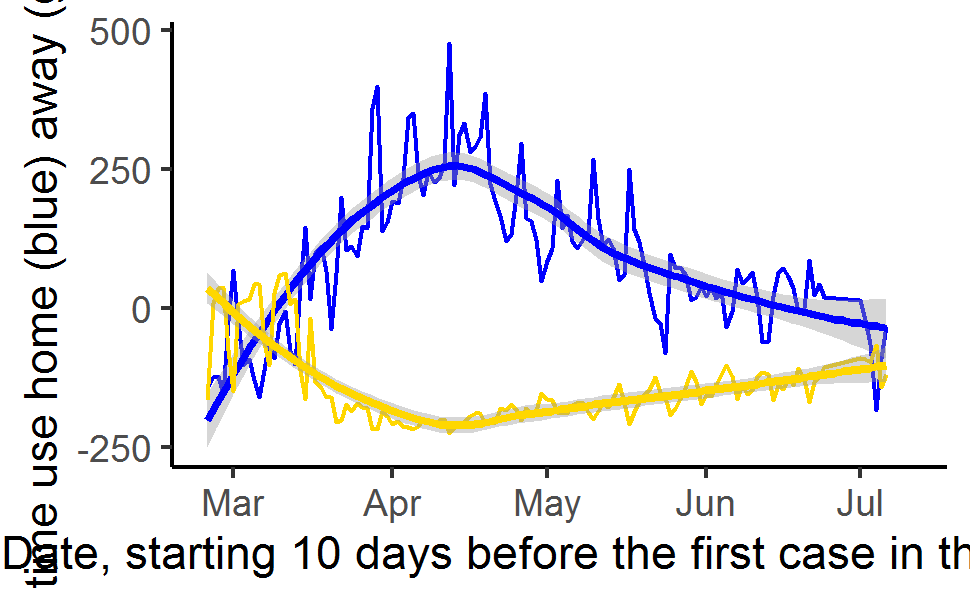 time use home (blue) away (
500
250
0
-250
Mar Apr May Jun Jul
Date, starting 10 days before the first case in th